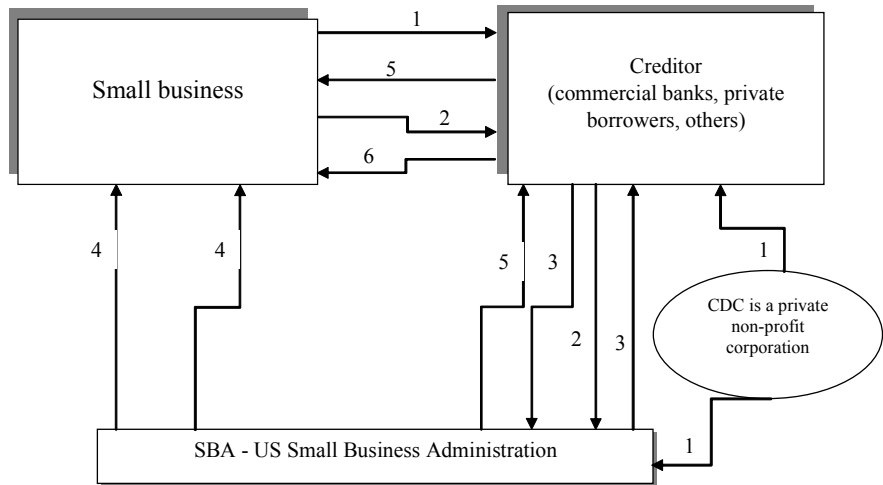 1
Small business
5
Creditor
(commercial banks, private
borrowers, others)
2
6
4
4
5
3
1
2
3
CDC is a private
non-profit
corporation
SBA - US Small Business Administration
1